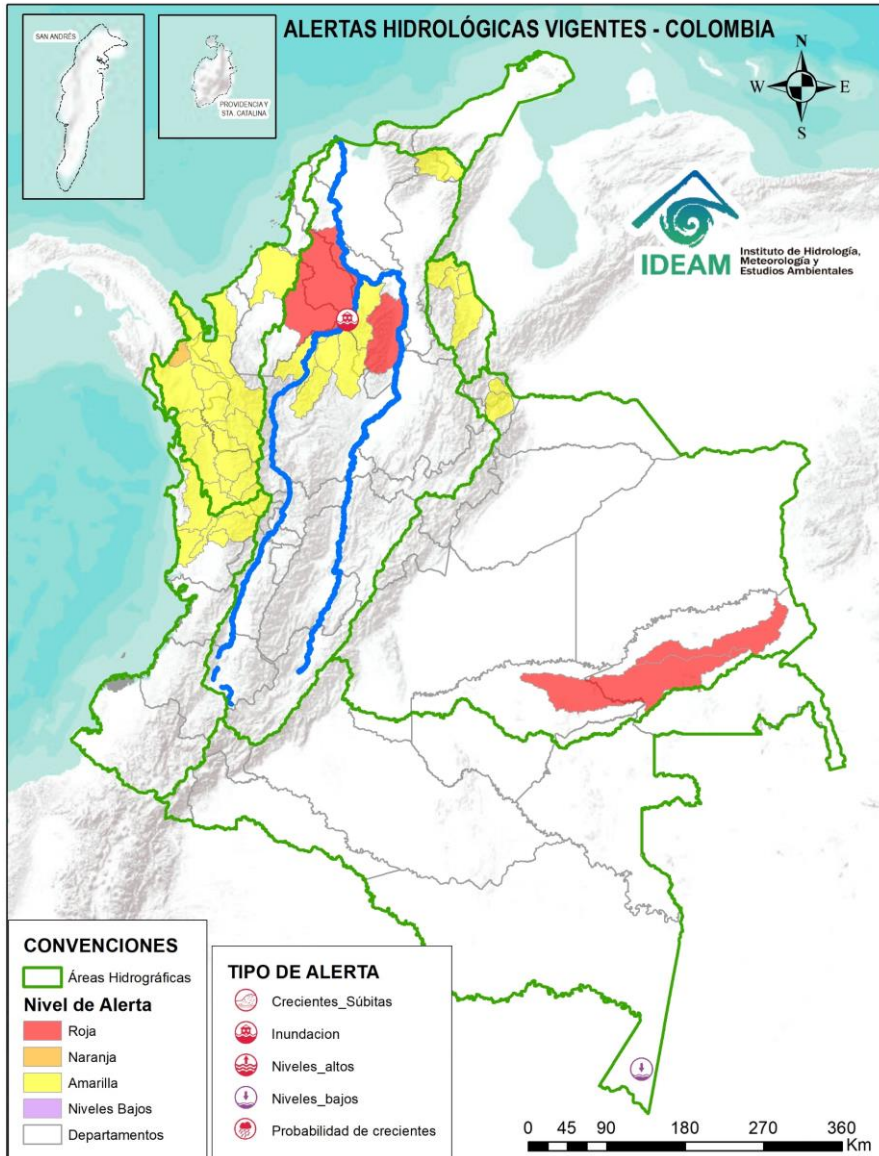 ALERTAS HIDROLÓGICAS VIGENTES - COLOMBIA
SAN ANDRÉS
PROVIDENCIA Y
STA. CATALINA
N
W
E
S
IDEAM
Instituto de Hidrología,
Meteorología y
Estudios Ambientales
CONVENCIONES
Áreas Hidrográficas
Nivel de Alerta
Roja
Naranja
Amarilla
Niveles Bajos
Departamentos
TIPO DE ALERTA
Crecientes_Súbitas
Inundacion
Niveles_altos
Niveles_bajos
Probabilidad de crecientes
0 45 90 180 270 360
Km